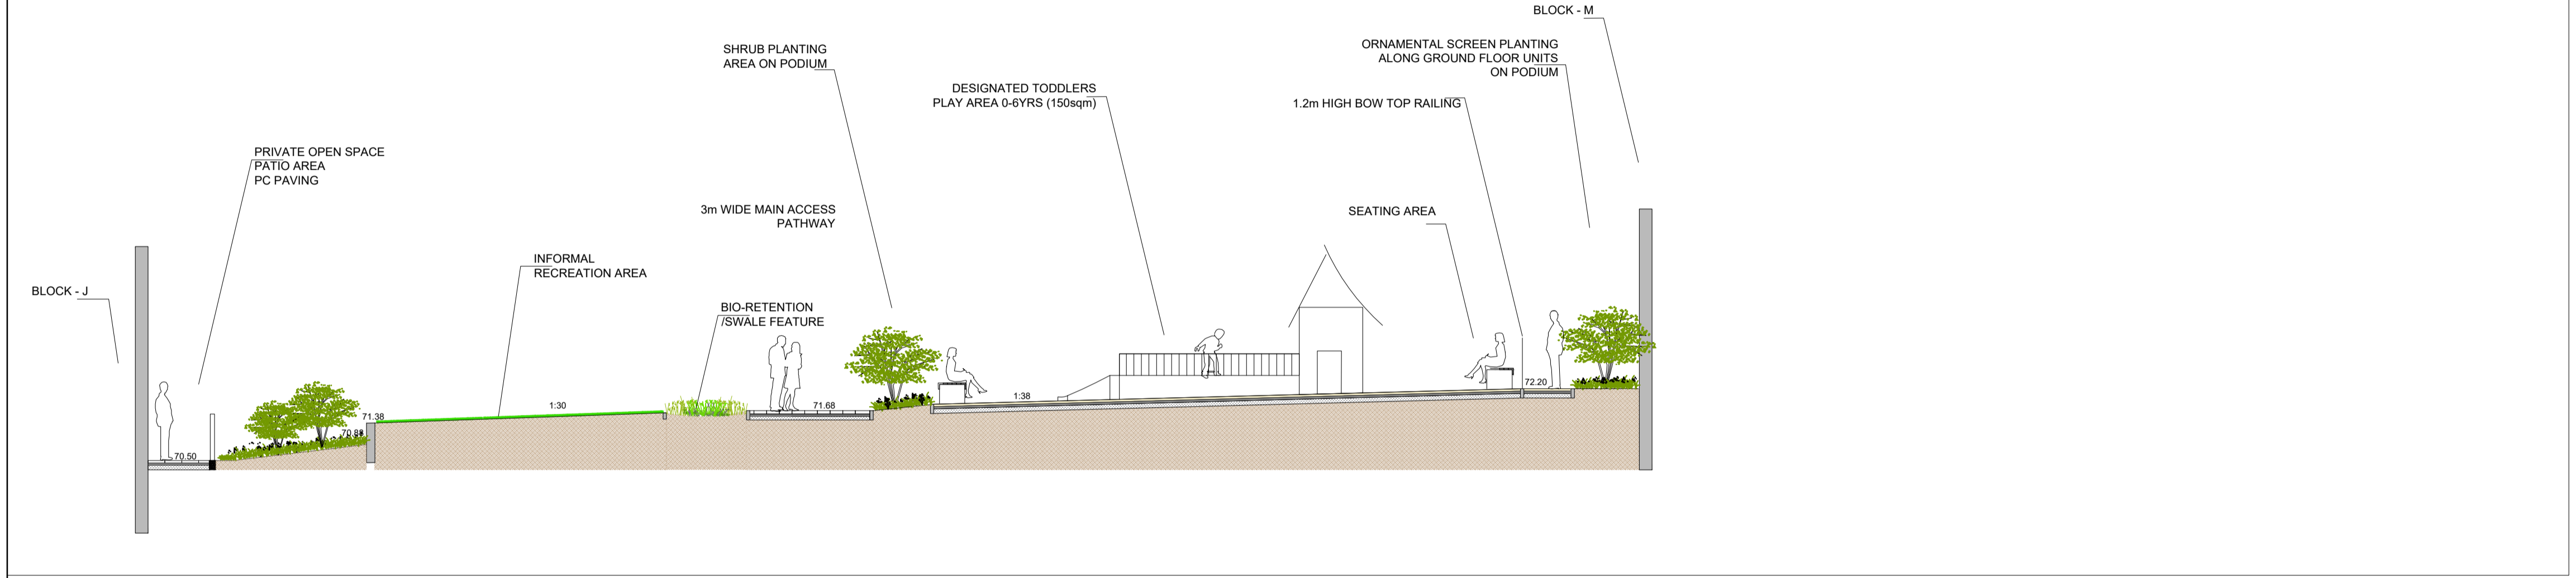 BLOCK - M
SHRUB PLANTING
AREA ON PODIUM
ORNAMENTAL SCREEN PLANTING
ALONG GROUND FLOOR UNITS
ON PODIUM
DESIGNATED TODDLERS
PLAY AREA 0-6YRS (150sqm)
1.2m HIGH BOW TOP RAILING
PRIVATE OPEN SPACE
PATIO AREA
PC PAVING
3m WIDE MAIN ACCESS
PATHWAY
SEATING AREA
INFORMAL
RECREATION AREA
BLOCK - J
BIO-RETENTION
/SWALE FEATURE
72.20
1:38
1:30
71.68
71.38
70.88
70.50